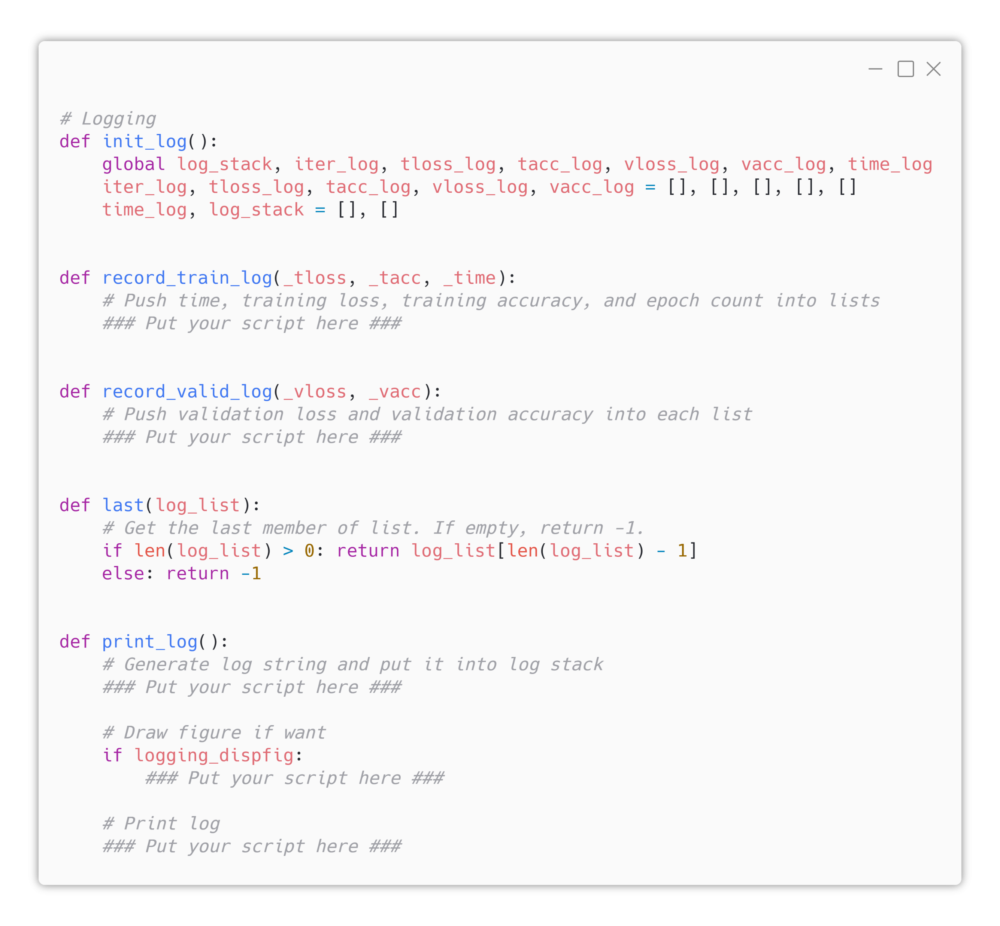 # Logging
def init_log():
    global log_stack, iter_log, tloss_log, tacc_log, vloss_log, vacc_log, time_log
    iter_log, tloss_log, tacc_log, vloss_log, vacc_log = [], [], [], [], []
    time_log, log_stack = [], []
def record_train_log(_tloss, _tacc, _time):
    # Push time, training loss, training accuracy, and epoch count into lists
    ### Put your script here ###
def record_valid_log(_vloss, _vacc):
    # Push validation loss and validation accuracy into each list
    ### Put your script here ###
def last(log_list):
    # Get the last member of list. If empty, return -1.
    if len(log_list) > 0: return log_list[len(log_list) - 1]
    else: return -1
def print_log():
    # Generate log string and put it into log stack
    ### Put your script here ###
    # Draw figure if want
    if logging_dispfig:
        ### Put your script here ###
    # Print log
    ### Put your script here ###